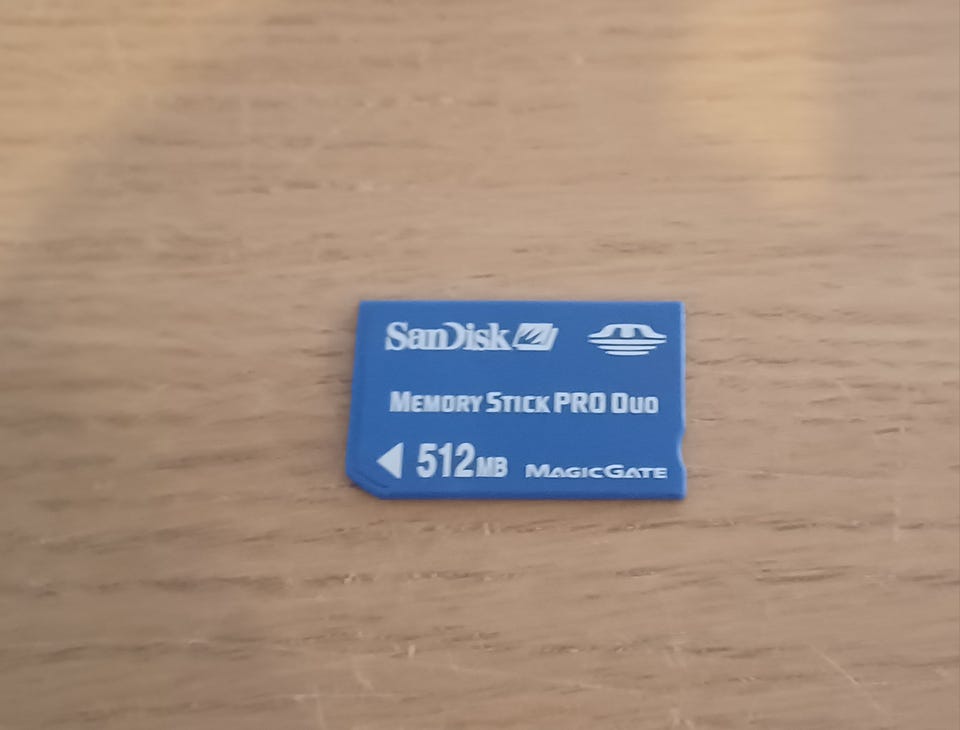 SanDisk
Memory Stick PRO Duo
512MB MagicGate